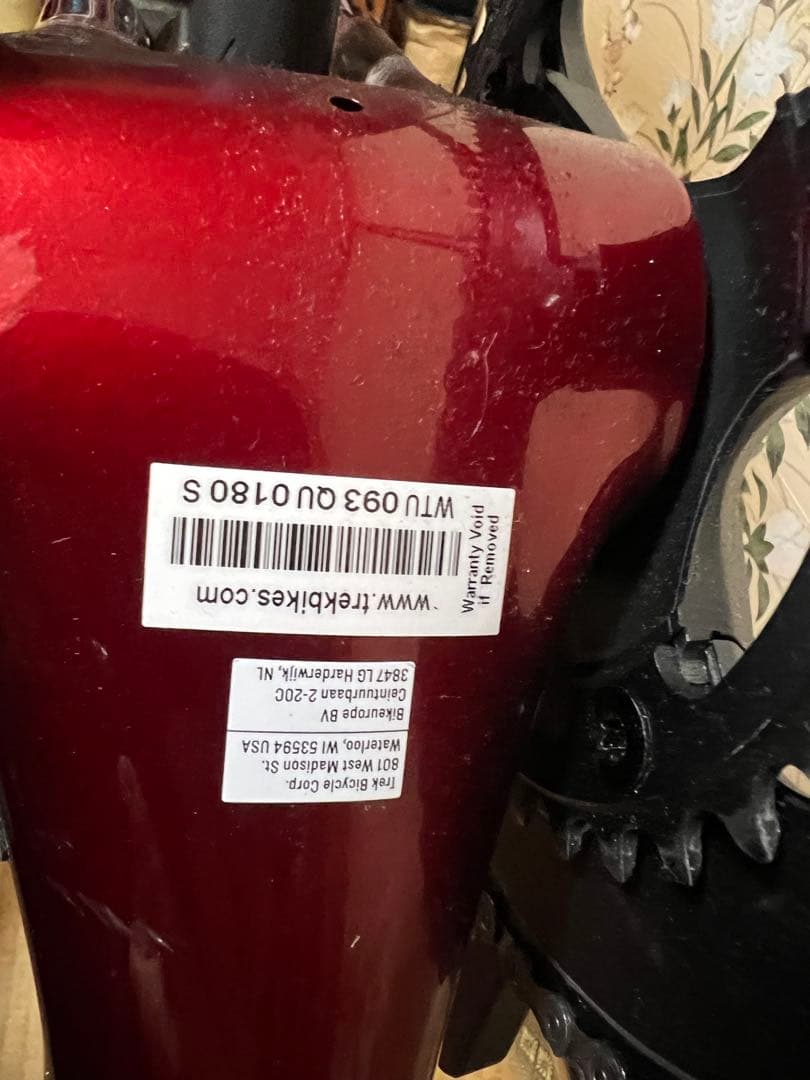 WTU 093 QU 0180 S
www.trekbikes.com
Warranty Void
if Removed
Trek Bicycle Corp.
801 West Madison St.
Waterloo, WI 53594 USA
Bikeurope BV
Ceintuurbaan 2-20C
3847 LG Harderwijk, NL